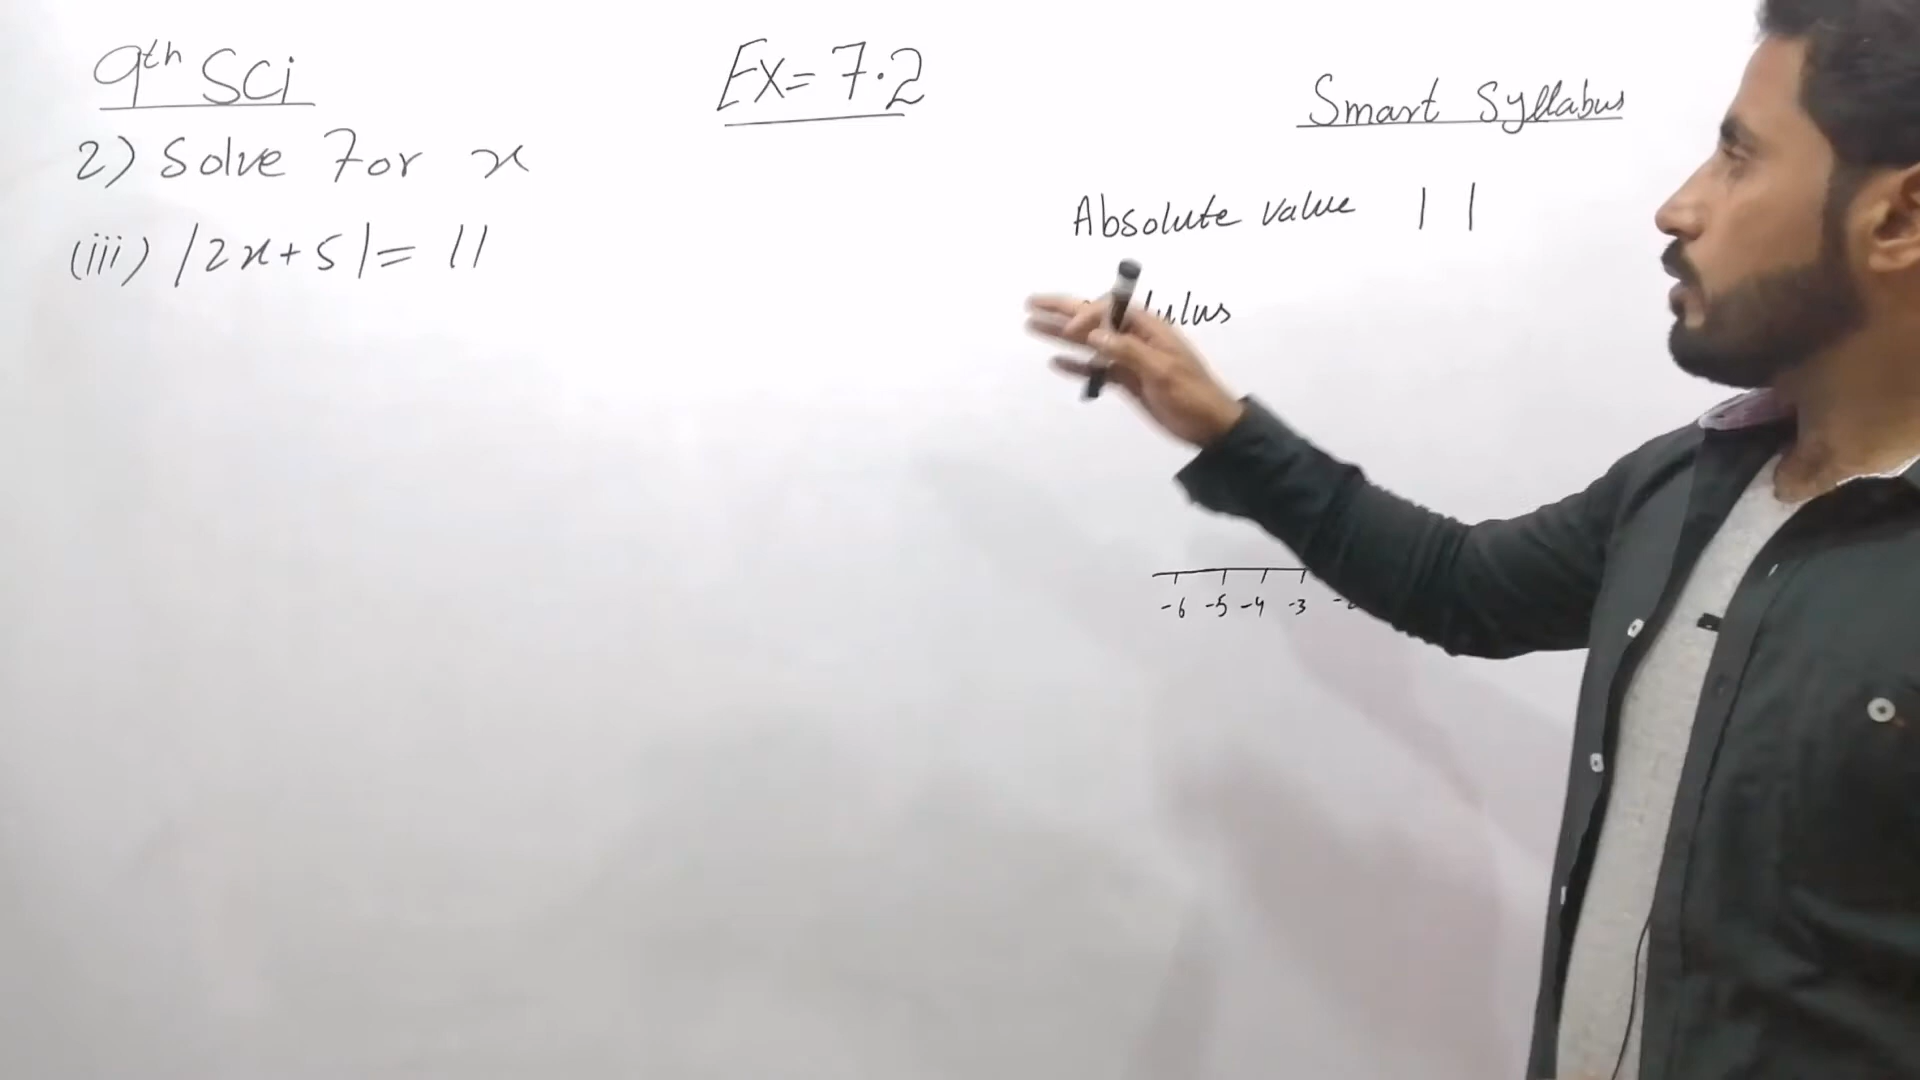 9th Sci
Ex = 7.2
Smart Syllabus
2) Solve For x
Absolute value | |
(iii) |2x+5| = 11
-6 -5 -4 -3